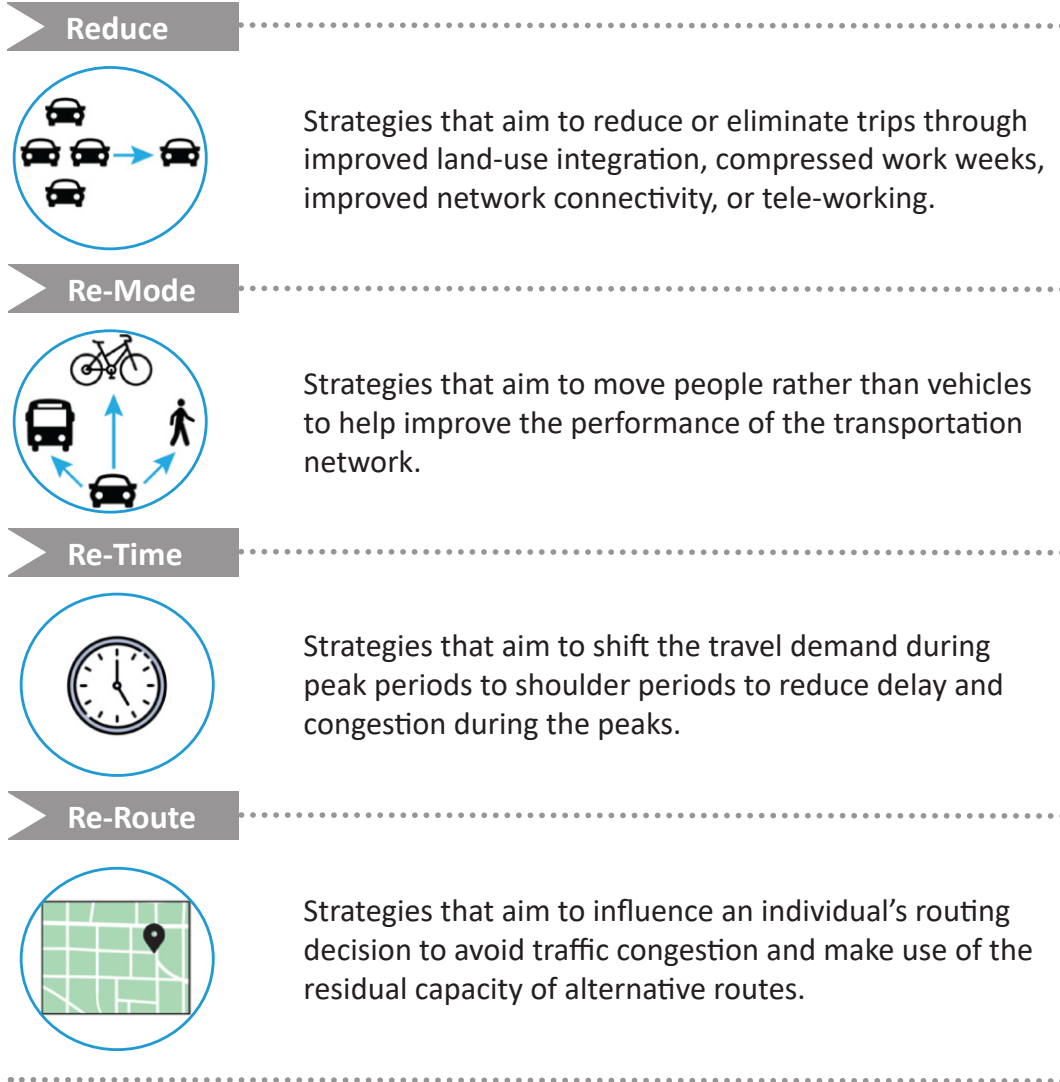 Reduce
Strategies that aim to reduce or eliminate trips through
improved land-use integration, compressed work weeks,
improved network connectivity, or tele-working.
Re-Mode
Strategies that aim to move people rather than vehicles
to help improve the performance of the transportation
network.
Re-Time
Strategies that aim to shift the travel demand during
peak periods to shoulder periods to reduce delay and
congestion during the peaks.
Re-Route
Strategies that aim to influence an individual’s routing
decision to avoid traffic congestion and make use of the
residual capacity of alternative routes.